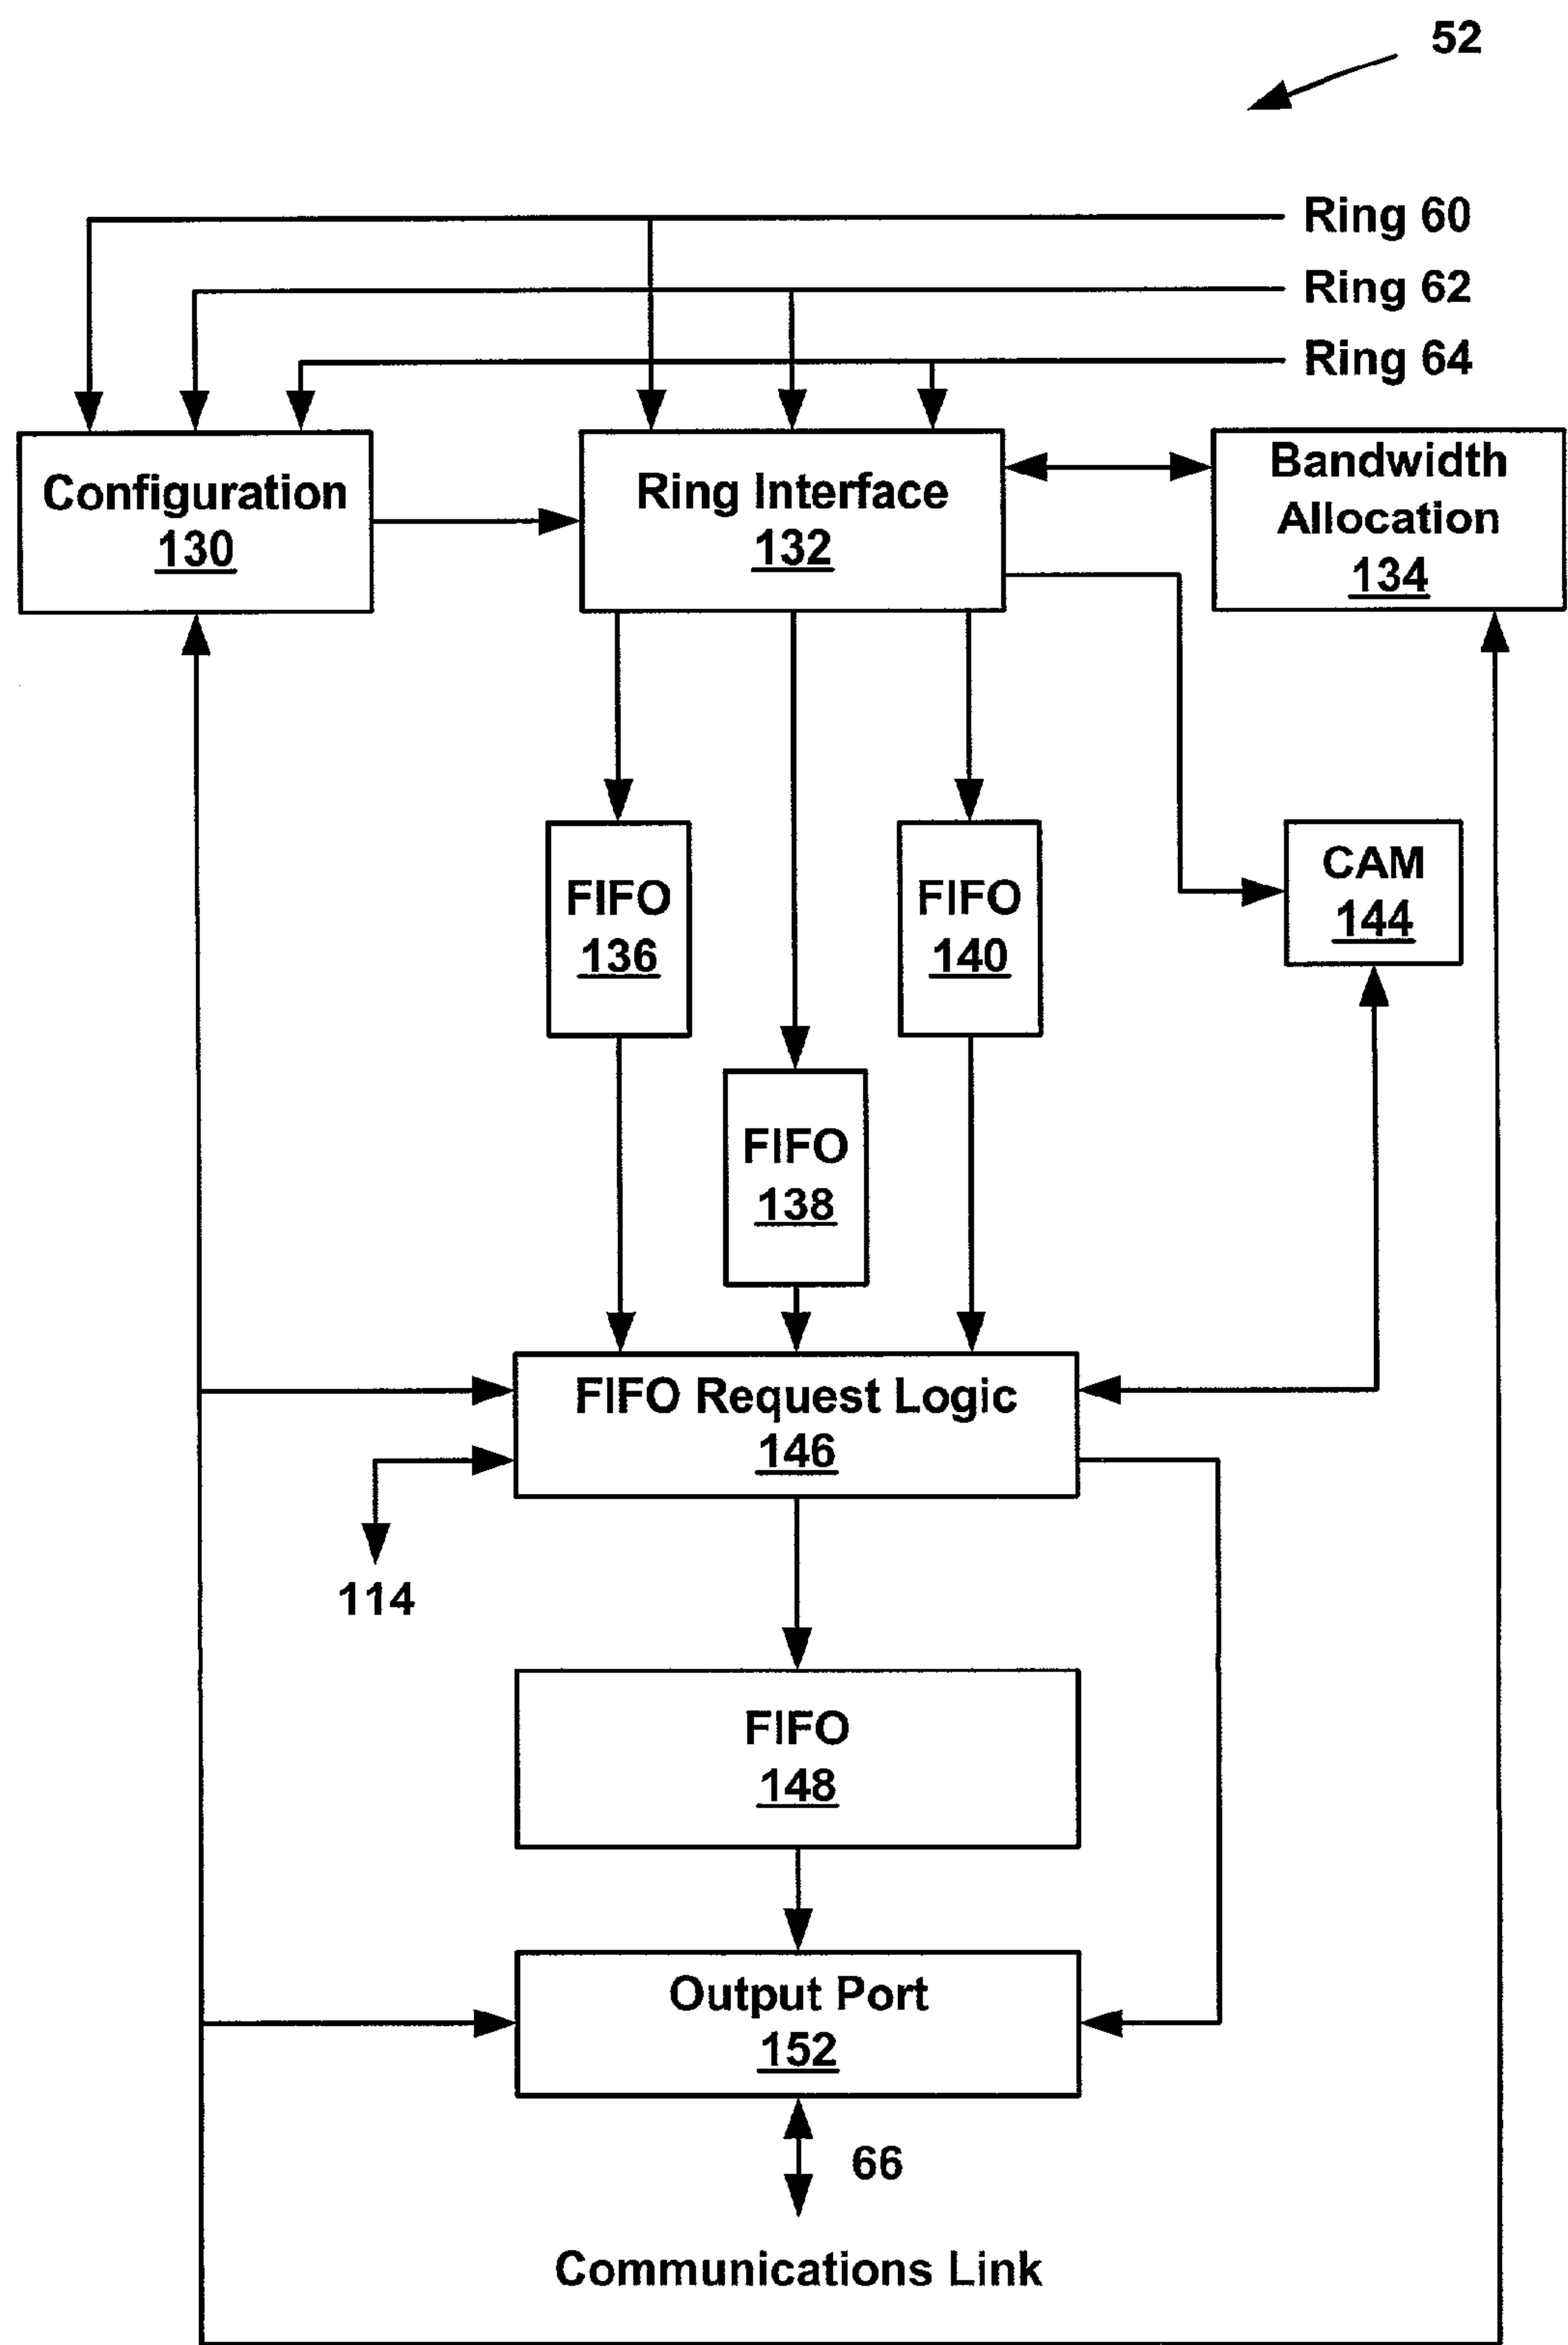 52
Ring 60
Ring 62
Ring 64
Configuration
130
Ring Interface
132
Bandwidth
Allocation
134
FIFO
136
FIFO
140
CAM
144
FIFO
138
FIFO Request Logic
146
114
FIFO
148
Output Port
152
66
Communications Link